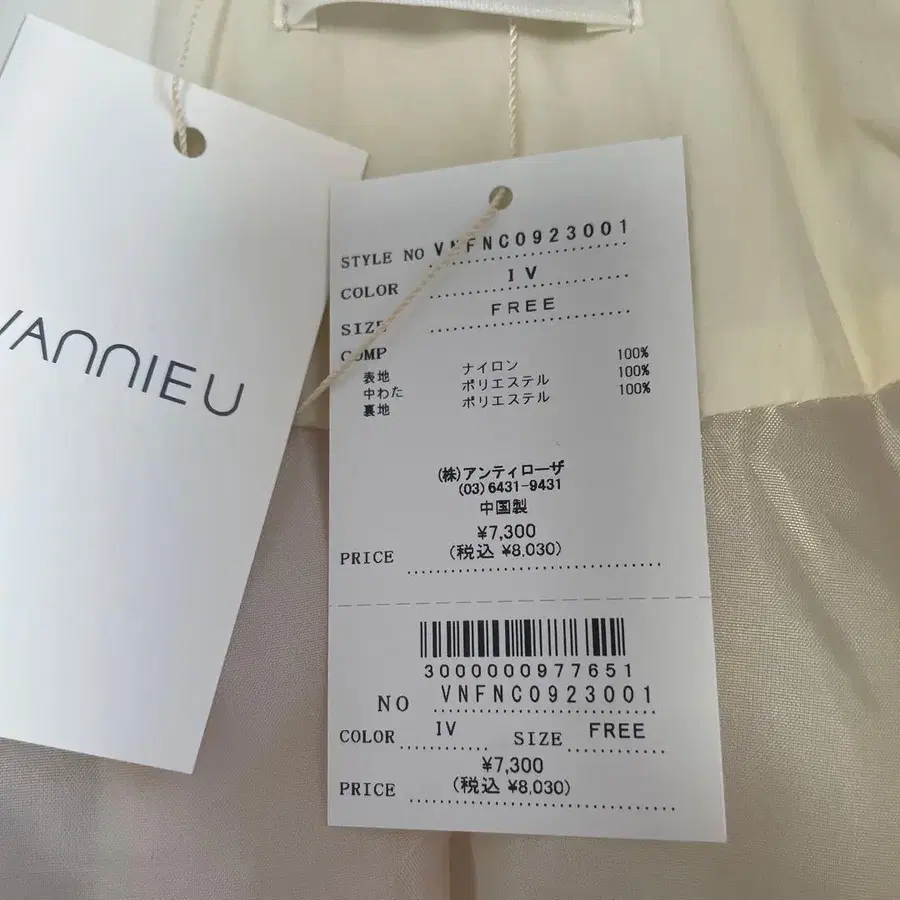 VANNIEU
STYLE NO VNFNC0923001
COLOR IV
SIZE FREE
COMP
表地 ナイロン 100%
中わた ポリエステル 100%
裏地 ポリエステル 100%
(株)アンティローザ
(03)6431-9431
中国製
¥7,300
PRICE (税込 ¥8,030)
3000000977651
NO VNFNC0923001
COLOR IV SIZE FREE
¥7,300
PRICE (税込 ¥8,030)